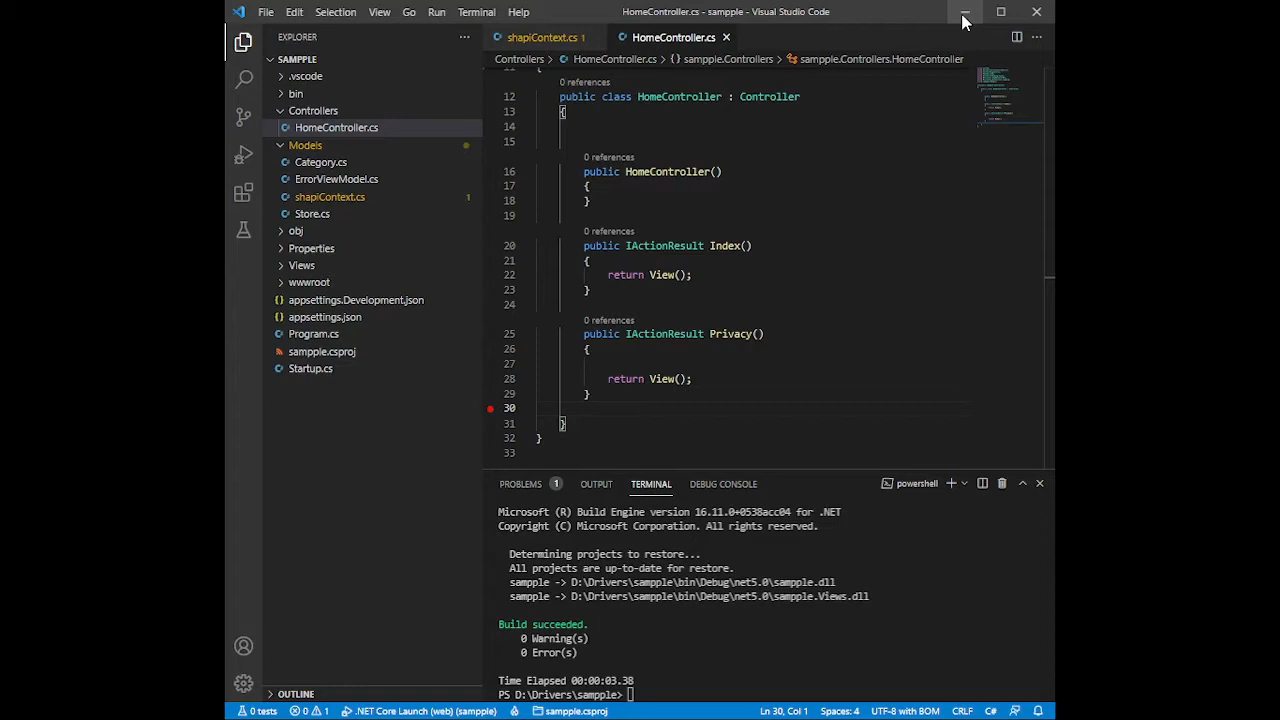 File Edit Selection View Go Run Terminal Help HomeController.cs - sampple - Visual Studio Code
EXPLORER
SAMPPLE
.vscode
bin
Controllers
HomeController.cs
Models
Category.cs
ErrorViewModel.cs
shapiContext.cs 1
Store.cs
obj
Properties
Views
wwwroot
appsettings.Development.json
appsettings.json
Program.cs
sampple.csproj
Startup.cs
OUTLINE
shapiContext.cs 1 HomeController.cs
Controllers > HomeController.cs > {} sampple.Controllers > sampple.Controllers.HomeController
0 references
12 public class HomeController : Controller
13 {
14
15
0 references
16 public HomeController()
17 {
18 }
19
0 references
20 public IActionResult Index()
21 {
22 return View();
23 }
24
0 references
25 public IActionResult Privacy()
26 {
27
28 return View();
29 }
30
31 }
32 }
33
PROBLEMS 1 OUTPUT TERMINAL DEBUG CONSOLE powershell
Microsoft (R) Build Engine version 16.11.0+0538acc04 for .NET
Copyright (C) Microsoft Corporation. All rights reserved.
Determining projects to restore...
All projects are up-to-date for restore.
sampple -> D:\Drivers\sampple\bin\Debug\net5.0\sampple.dll
sampple -> D:\Drivers\sampple\bin\Debug\net5.0\sampple.Views.dll
Build succeeded.
0 Warning(s)
0 Error(s)
Time Elapsed 00:00:03.38
PS D:\Drivers\sampple>
0 tests 0 1 .NET Core Launch (web) (sampple) sampple.csproj Ln 30, Col 1 Spaces: 4 UTF-8 with BOM CRLF C#